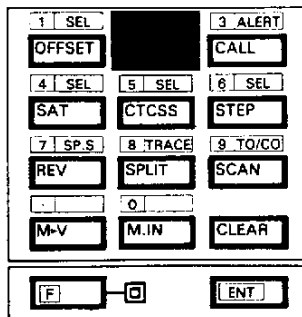 1 SEL 3 ALERT
OFFSET CALL
4 SEL 5 SEL 6 SEL
SAT CTCSS STEP
7 SP.S 8 TRACE 9 TO/CO
REV SPLIT SCAN
· 0
M▸V M.IN CLEAR
F ENT